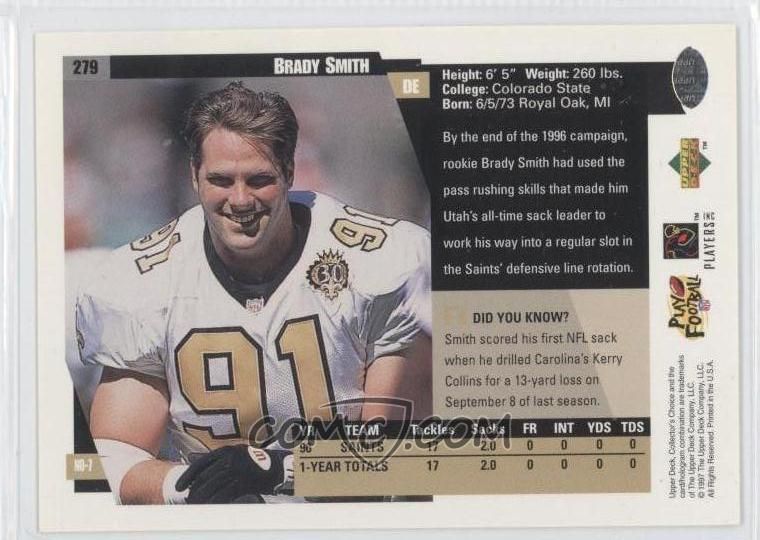 279
BRADY SMITH
DE
Height: 6' 5" Weight: 260 lbs.
College: Colorado State
Born: 6/5/73 Royal Oak, MI
By the end of the 1996 campaign,
rookie Brady Smith had used the
pass rushing skills that made him
Utah's all-time sack leader to
work his way into a regular slot in
the Saints' defensive line rotation.
DID YOU KNOW?
Smith scored his first NFL sack
when he drilled Carolina's Kerry
Collins for a 13-yard loss on
September 8 of last season.
YR TEAM Tackles Sacks FR INT YDS TDS
96 SAINTS 17 2.0 0 0 0 0
1-YEAR TOTALS 17 2.0 0 0 0 0
NO-7
91
91
91
30
COMC.COM
UPPER DECK
TM
TM
PLAYERS INC
PLAY FOOTBALL
NFL
Upper Deck, Collector's Choice and the
card/hologram combination are trademarks
of The Upper Deck Company, LLC.
© 1997 The Upper Deck Company, LLC.
All Rights Reserved. Printed in the U.S.A.